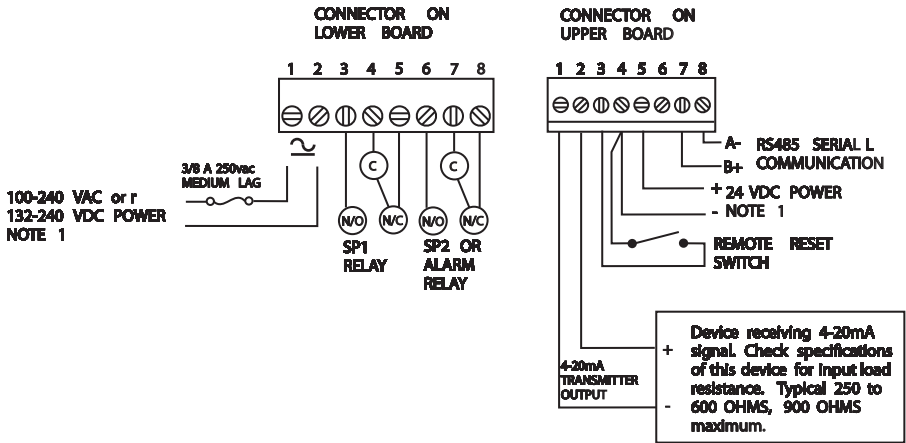 CONNECTOR ON
LOWER BOARD
1 2 3 4 5 6 7 8
3/8 A 250vac
MEDIUM LAG
100-240 VAC or r
132-240 VDC POWER
NOTE 1
C
C
N/O
N/C
N/O
N/C
SP1
RELAY
SP2 OR
ALARM
RELAY
CONNECTOR ON
UPPER BOARD
1 2 3 4 5 6 7 8
A-
B+
RS485 SERIAL L
COMMUNICATION
+ 24 VDC POWER
- NOTE 1
REMOTE RESET
SWITCH
4-20mA
TRANSMITTER
OUTPUT
+
-
Device receiving 4-20mA
signal. Check specifications
of this device for input load
resistance. Typical 250 to
600 OHMS, 900 OHMS
maximum.